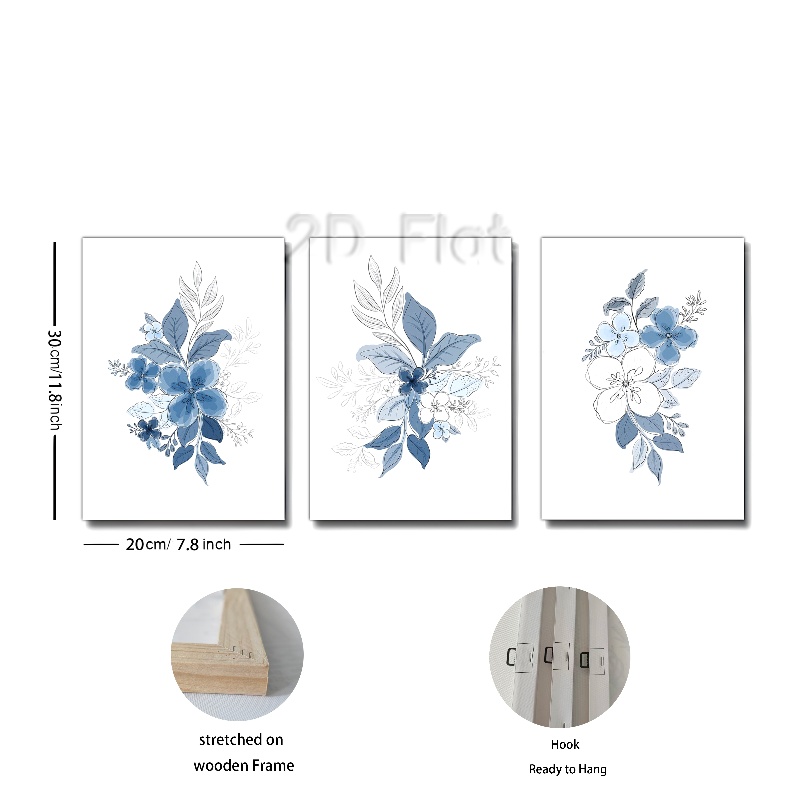 2D Flat
30cm/11.8inch
20cm/ 7.8 inch
stretched on
wooden Frame
Hook
Ready to Hang